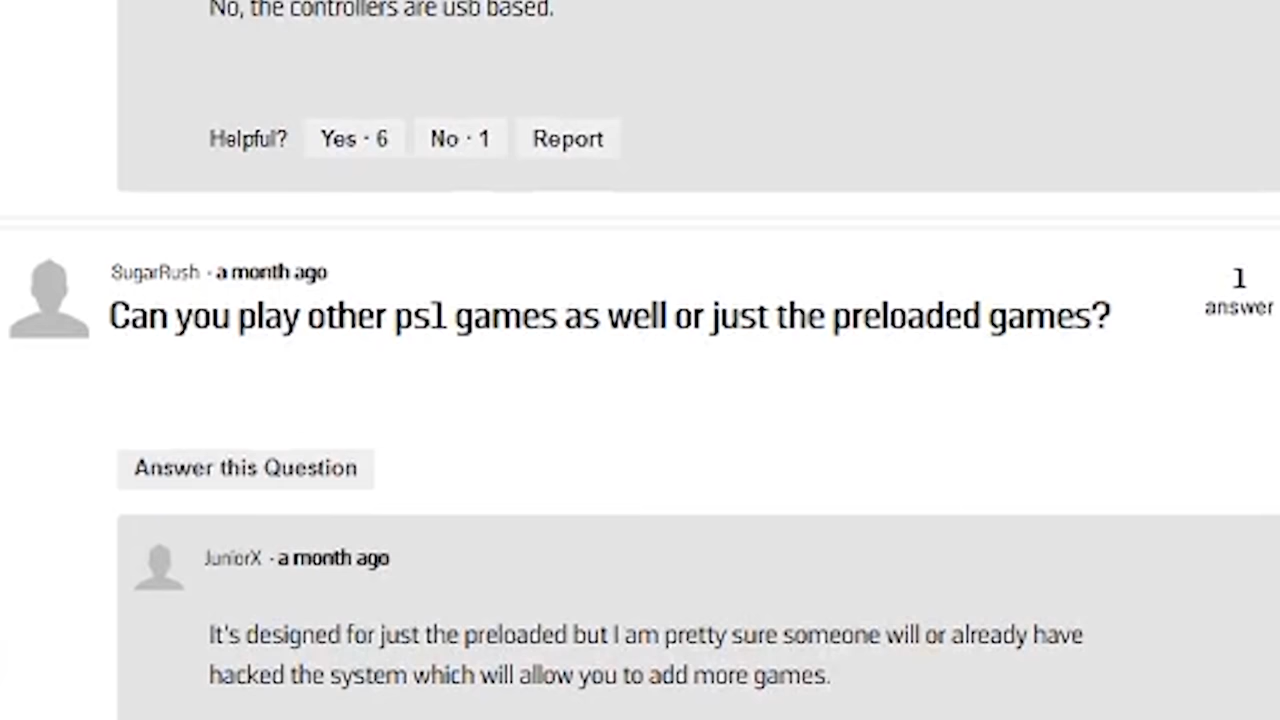 No, the controllers are usb based.
Helpful? Yes · 6 No · 1 Report
SugarRush · a month ago
Can you play other ps1 games as well or just the preloaded games?
1
answer
Answer this Question
JuniorX · a month ago
It's designed for just the preloaded but I am pretty sure someone will or already have
hacked the system which will allow you to add more games.